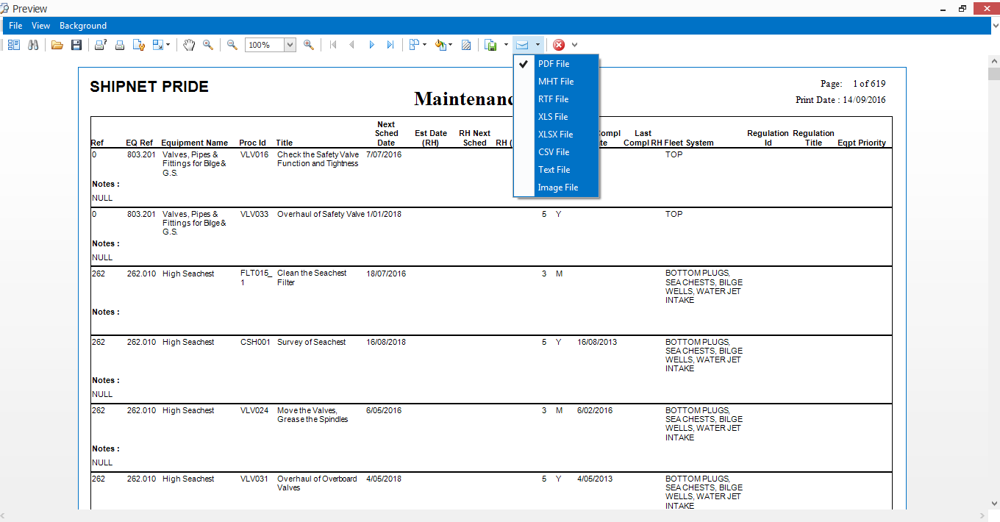 Preview
File View Background
100%
PDF File
MHT File
RTF File
XLS File
XLSX File
CSV File
Text File
Image File
SHIPNET PRIDE
Page: 1 of 619
Maintenanc
Print Date : 14/09/2016
Ref EQ Ref Equipment Name Proc Id Title Next Sched Date Est Date (RH) RH Next Sched RH ( Compl te Last Compl RH Fleet System Regulation Id Regulation Title Eqpt Priority
0 803.201 Valves, Pipes & VLV016 Check the Safety Valve 7/07/2016 TOP
Fittings for Bilge & Function and Tightness
G.S.
Notes :
NULL
0 803.201 Valves, Pipes & VLV033 Overhaul of Safety Valve 1/01/2018 5 Y TOP
Fittings for Bilge &
G.S.
Notes :
NULL
262 262.010 High Seachest FLT015_ Clean the Seachest 18/07/2016 3 M BOTTOM PLUGS,
1 Filter SEA CHESTS, BILGE
WELLS, WATER JET
INTAKE
Notes :
262 262.010 High Seachest CSH001 Survey of Seachest 16/08/2018 5 Y 16/08/2013 BOTTOM PLUGS,
SEA CHESTS, BILGE
WELLS, WATER JET
INTAKE
Notes :
NULL
262 262.010 High Seachest VLV024 Move the Valves, 6/05/2016 3 M 6/02/2016 BOTTOM PLUGS,
Grease the Spindles SEA CHESTS, BILGE
WELLS, WATER JET
INTAKE
Notes :
NULL
262 262.010 High Seachest VLV031 Overhaul of Overboard 4/05/2018 5 Y 4/05/2013 BOTTOM PLUGS,
Valves SEA CHESTS, BILGE
WELLS, WATER JET
INTAKE